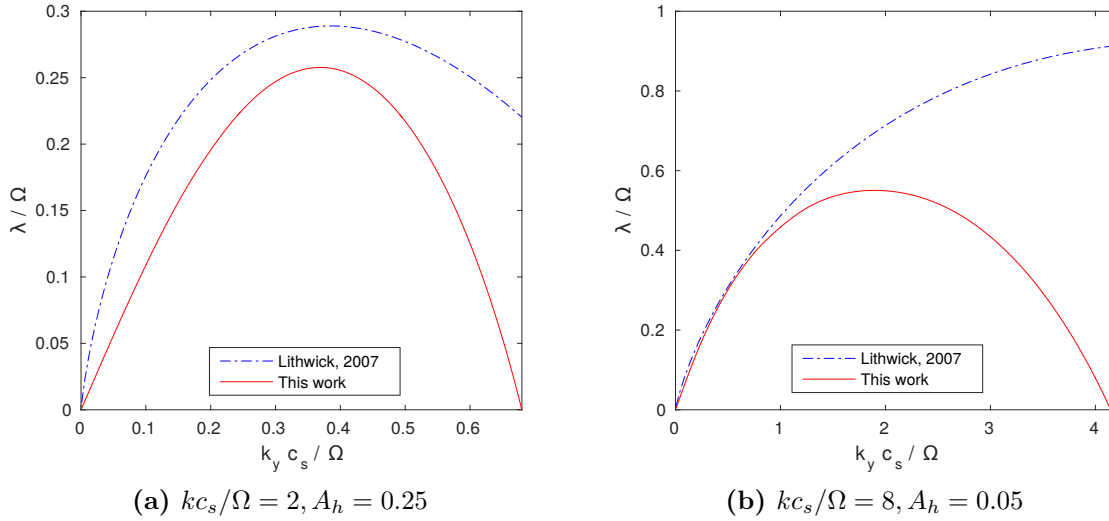 0.3
0.25
0.2
0.15
0.1
0.05
0
λ / Ω
0
0.1
0.2
0.3
0.4
0.5
0.6
k_y c_s / Ω
Lithwick, 2007
This work
(a) kc_s/Ω = 2, A_h = 0.25
1
0.8
0.6
0.4
0.2
0
λ / Ω
0
1
2
3
4
k_y c_s / Ω
Lithwick, 2007
This work
(b) kc_s/Ω = 8, A_h = 0.05